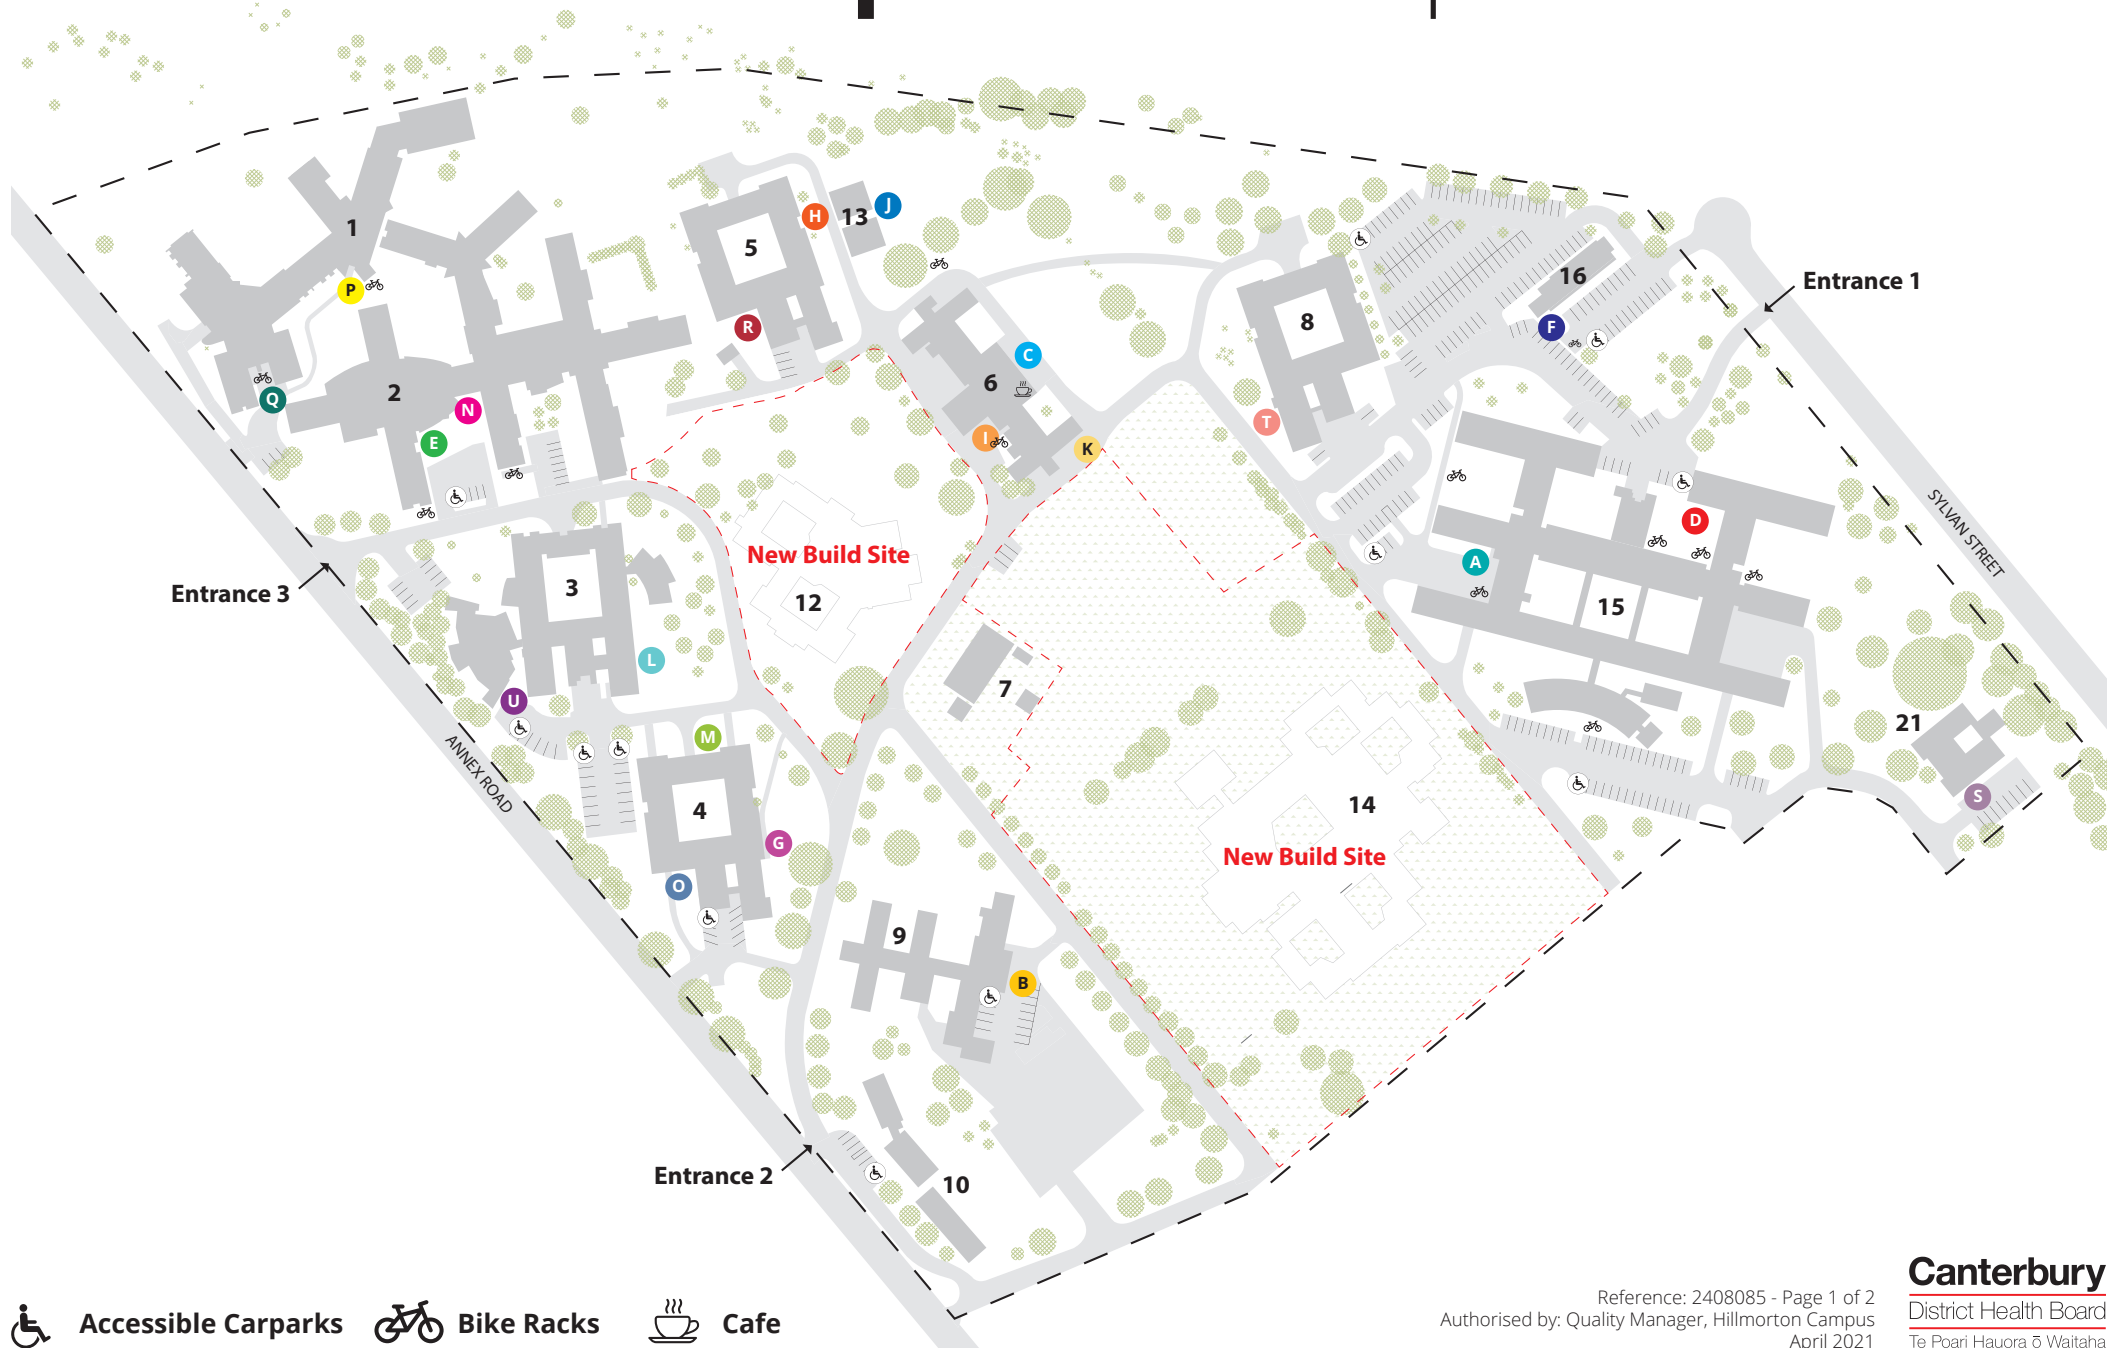 1
13
J
H
5
Entrance 1
16
P
8
F
R
C
6
2
Q
N
T
E
I
K
SYLVAN STREET
D
New Build Site
A
Entrance 3
3
12
15
L
7
U
21
M
ANNEX ROAD
S
4
14
G
New Build Site
O
9
B
Entrance 2
10
Accessible Carparks
Bike Racks
Cafe
Reference: 2408085 - Page 1 of 2
Authorised by: Quality Manager, Hillmorton Campus
April 2021
Canterbury
District Health Board
Te Poari Hauora ō Waitaha